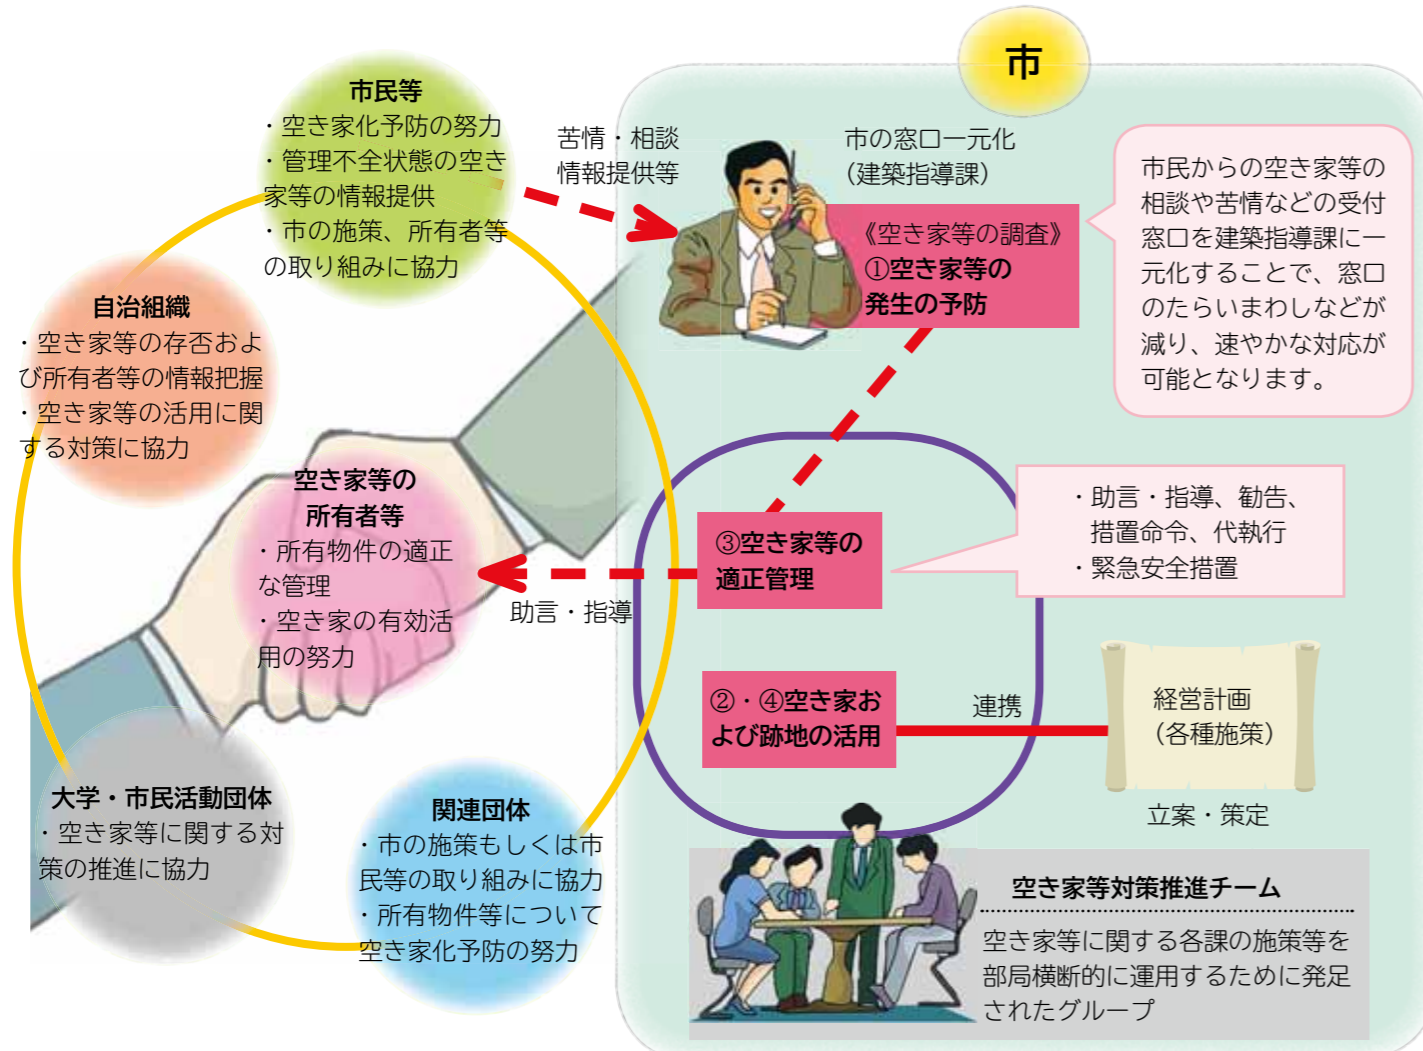 市
市民等
・空き家化予防の努力
・管理不全状態の空き
家等の情報提供
・市の施策、所有者等
の取り組みに協力
自治組織
・空き家等の存否およ
び所有者等の情報把握
・空き家等の活用に関
する対策に協力
空き家等の
所有者等
・所有物件の適正
な管理
・空き家の有効活
用の努力
大学・市民活動団体
・空き家等に関する対
策の推進に協力
関連団体
・市の施策もしくは市
民等の取り組みに協力
・所有物件等について
空き家化予防の努力
苦情・相談
情報提供等
市の窓口一元化
（建築指導課）
《空き家等の調査》
①空き家等の
発生の予防
市民からの空き家等の
相談や苦情などの受付
窓口を建築指導課に一
元化することで、窓口
のたらいまわしなどが
減り、速やかな対応が
可能となります。
③空き家等の
適正管理
助言・指導
・助言・指導、勧告、
措置命令、代執行
・緊急安全措置
②・④空き家お
よび跡地の活用
連携
経営計画
（各種施策）
立案・策定
空き家等対策推進チーム
空き家等に関する各課の施策等を
部局横断的に運用するために発足
されたグループ